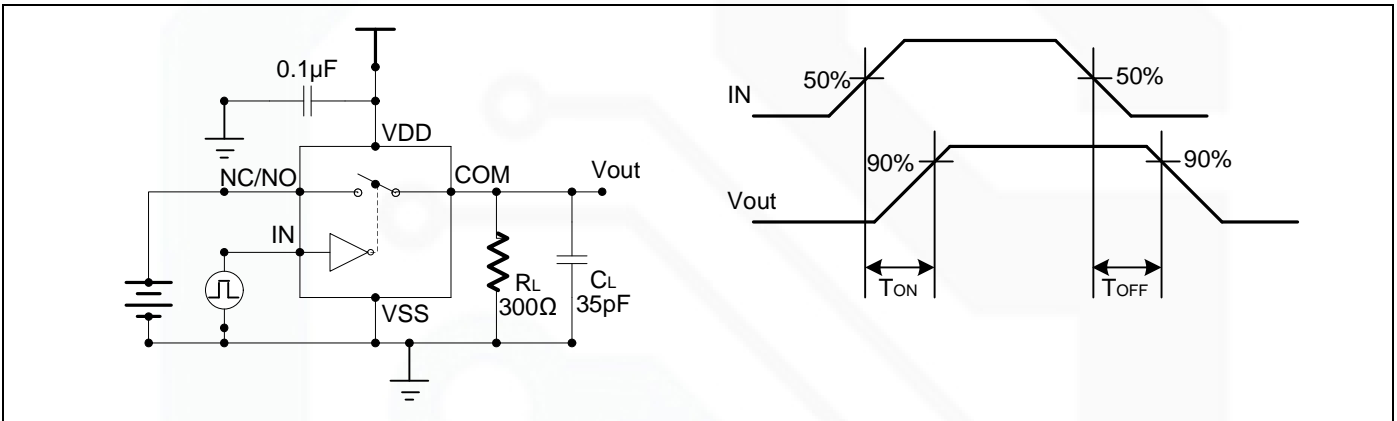 0.1µF
VDD
NC/NO
COM
Vout
IN
RL
300Ω
CL
35pF
VSS
IN
50%
50%
90%
90%
Vout
TON
TOFF